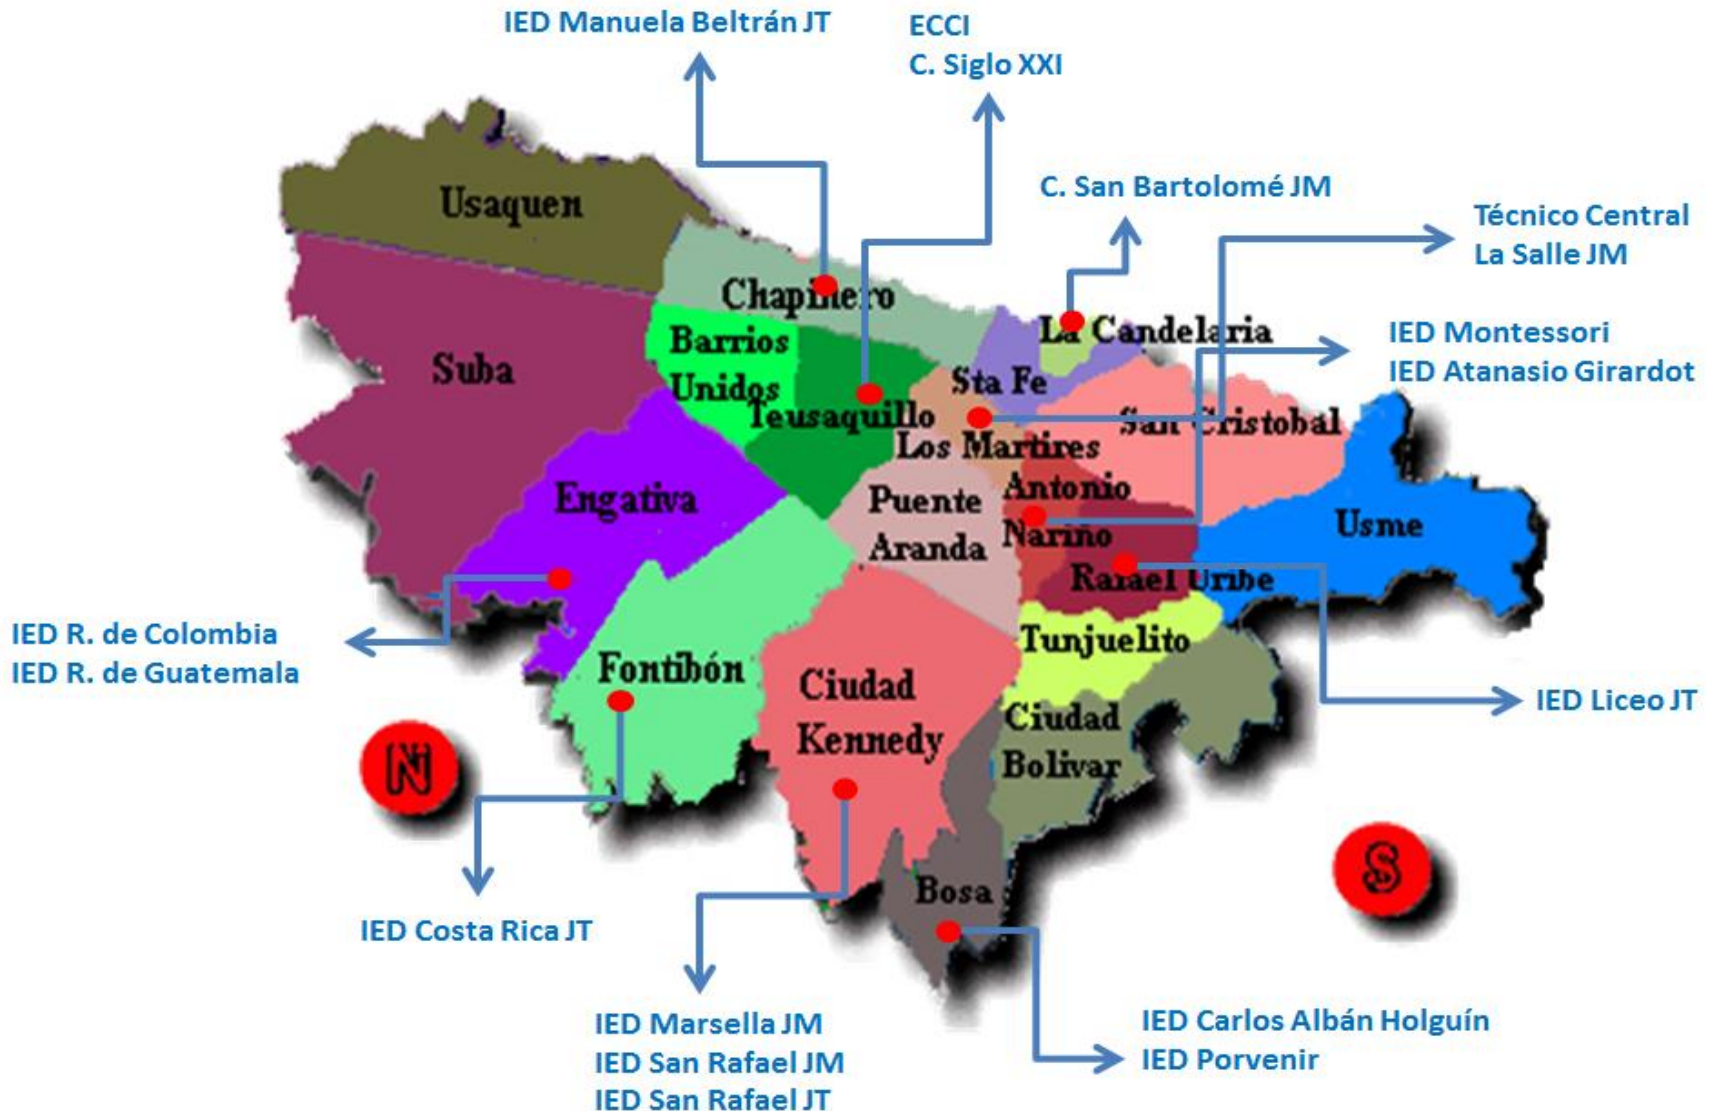 IED Manuela Beltrán JT
ECCI
C. Siglo XXI
C. San Bartolomé JM
Técnico Central
La Salle JM
IED Montessori
IED Atanasio Girardot
Usaquen
Suba
Chapinero
Barrios
Unidos
Teusaquillo
La Candelaria
Sta Fe
Los Martires
San Cristobal
Engativa
Puente
Aranda
Antonio
Nariño
Rafael Uribe
Usme
Tunjuelito
Fontibón
Ciudad
Kennedy
Ciudad
Bolivar
Bosa
IED R. de Colombia
IED R. de Guatemala
N
S
IED Liceo JT
IED Costa Rica JT
IED Marsella JM
IED San Rafael JM
IED San Rafael JT
IED Carlos Albán Holguín
IED Porvenir